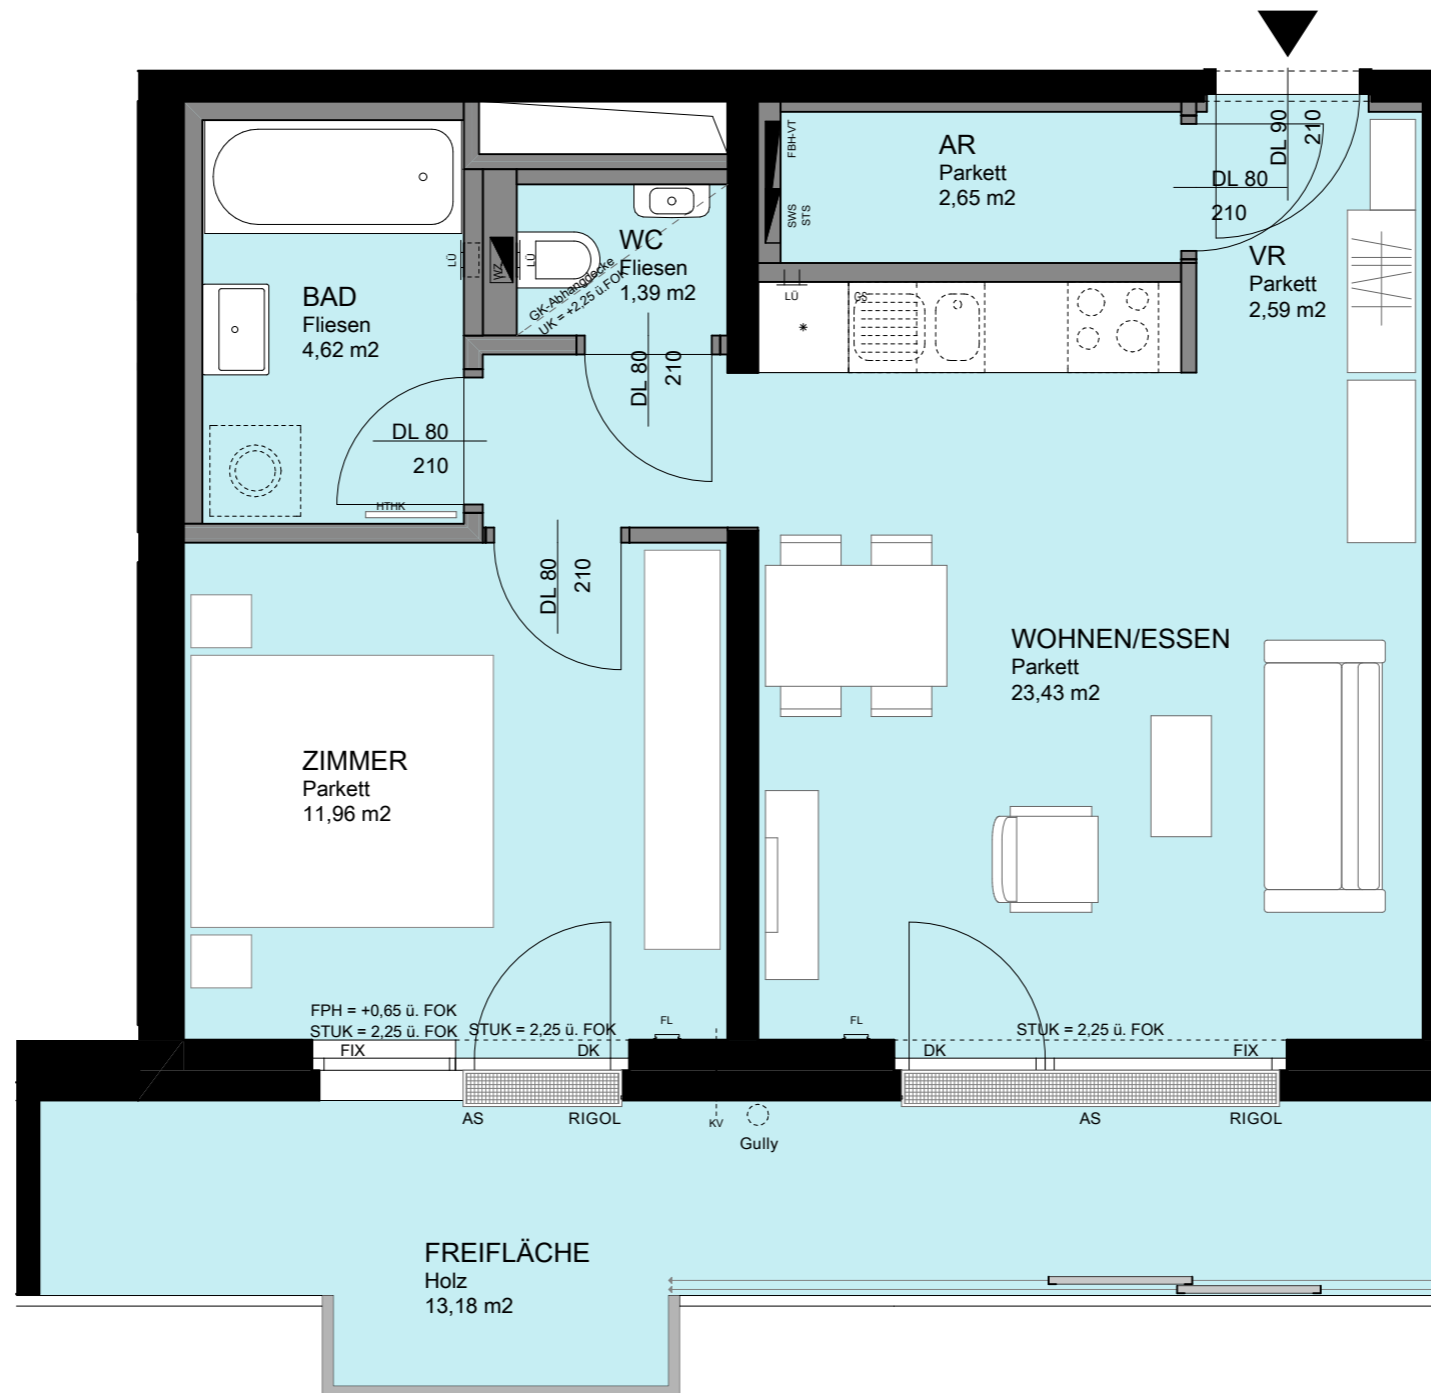 DL 90
210
AR
Parkett
2,65 m2
DL 80
210
FBH-VT
SWS
STS
VR
Parkett
2,59 m2
WC
Fliesen
1,39 m2
GK-Abhangdecke
UK = +2,25 ü.FOK
LÜ
WZ
LÜ
LÜ
GS
BAD
Fliesen
4,62 m2
DL 80
210
DL 80
210
HTHK
DL 80
210
WOHNEN/ESSEN
Parkett
23,43 m2
ZIMMER
Parkett
11,96 m2
FPH = +0,65 ü. FOK
STUK = 2,25 ü. FOK
STUK = 2,25 ü. FOK
FL
FL
STUK = 2,25 ü. FOK
FIX
DK
DK
FIX
AS
RIGOL
KV
Gully
AS
RIGOL
FREIFLÄCHE
Holz
13,18 m2